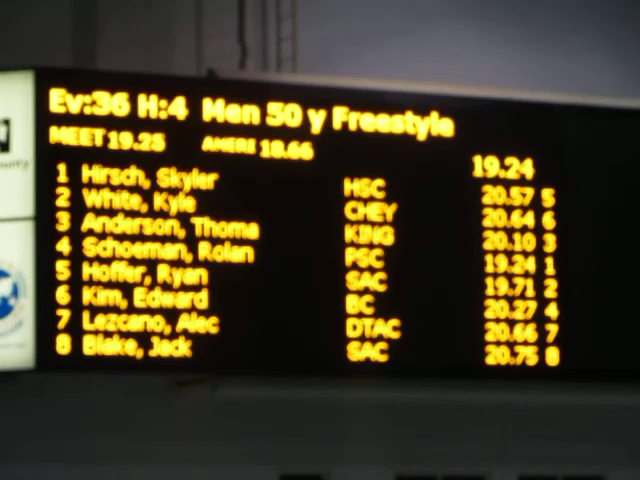 Ev:36 H:4 Men 50 y Freestyle
MEET 19.25 AMERI 18.66
19.24
1 Hirsch, Skyler HSC 20.57 5
2 White, Kyle CHEY 20.64 6
3 Anderson, Thoma KING 20.10 3
4 Schoeman, Rolan PSC 19.24 1
5 Hoffer, Ryan SAC 19.71 2
6 Kim, Edward BC 20.27 4
7 Lezcano, Alec DTAC 20.66 7
8 Blake, Jack SAC 20.75 8